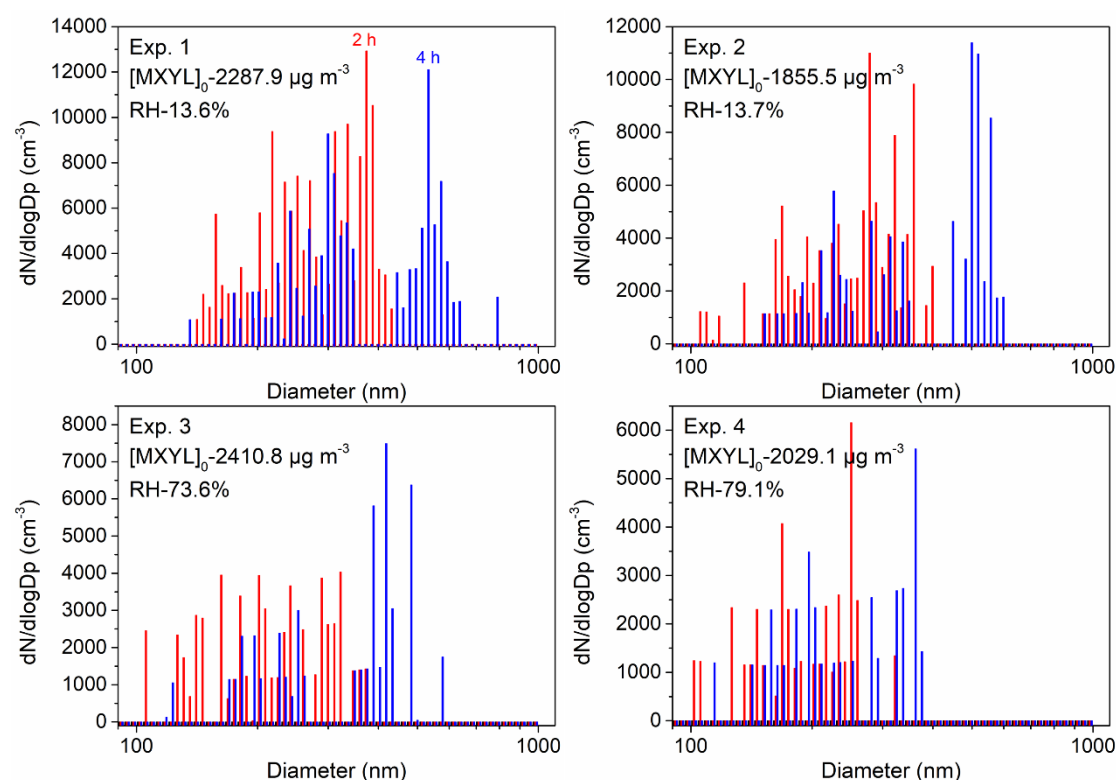 Exp. 1
[MXYL]₀-2287.9 µg m⁻³
RH-13.6%
2 h
4 h
14000
12000
10000
8000
6000
4000
2000
0
dN/dlogDp (cm⁻³)
100
1000
Diameter (nm)
Exp. 2
[MXYL]₀-1855.5 µg m⁻³
RH-13.7%
12000
10000
8000
6000
4000
2000
0
dN/dlogDp (cm⁻³)
100
1000
Diameter (nm)
Exp. 3
[MXYL]₀-2410.8 µg m⁻³
RH-73.6%
8000
7000
6000
5000
4000
3000
2000
1000
0
dN/dlogDp (cm⁻³)
100
1000
Diameter (nm)
Exp. 4
[MXYL]₀-2029.1 µg m⁻³
RH-79.1%
6000
5000
4000
3000
2000
1000
0
dN/dlogDp (cm⁻³)
100
1000
Diameter (nm)